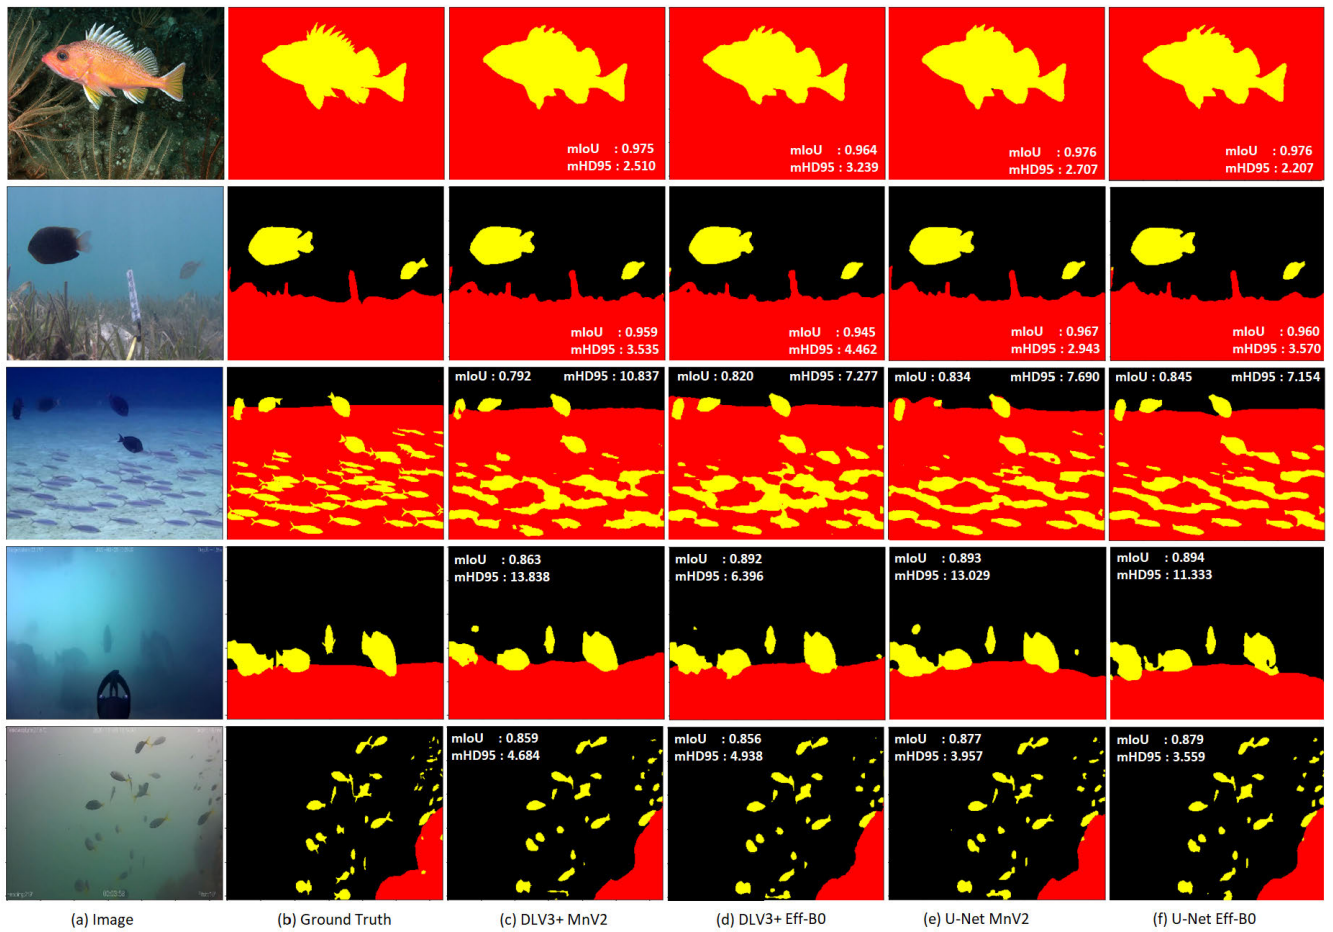 mIoU : 0.975
mHD95 : 2.510
mIoU : 0.964
mHD95 : 3.239
mIoU : 0.976
mHD95 : 2.707
mIoU : 0.976
mHD95 : 2.207
mIoU : 0.959
mHD95 : 3.535
mIoU : 0.945
mHD95 : 4.462
mIoU : 0.967
mHD95 : 2.943
mIoU : 0.960
mHD95 : 3.570
mIoU : 0.792 mHD95 : 10.837
mIoU : 0.820 mHD95 : 7.277
mIoU : 0.834 mHD95 : 7.690
mIoU : 0.845 mHD95 : 7.154
mIoU : 0.863
mHD95 : 13.838
mIoU : 0.892
mHD95 : 6.396
mIoU : 0.893
mHD95 : 13.029
mIoU : 0.894
mHD95 : 11.333
mIoU : 0.859
mHD95 : 4.684
mIoU : 0.856
mHD95 : 4.938
mIoU : 0.877
mHD95 : 3.957
mIoU : 0.879
mHD95 : 3.559
(a) Image
(b) Ground Truth
(c) DLV3+ MnV2
(d) DLV3+ Eff-B0
(e) U-Net MnV2
(f) U-Net Eff-B0